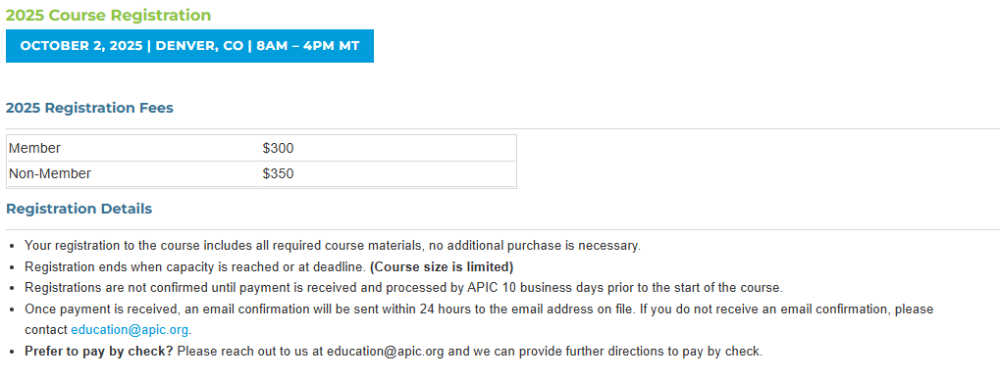 2025 Course Registration
OCTOBER 2, 2025 | DENVER, CO | 8AM – 4PM MT
2025 Registration Fees
Member $300
Non-Member $350
Registration Details
• Your registration to the course includes all required course materials, no additional purchase is necessary.
• Registration ends when capacity is reached or at deadline. (Course size is limited)
• Registrations are not confirmed until payment is received and processed by APIC 10 business days prior to the start of the course.
• Once payment is received, an email confirmation will be sent within 24 hours to the email address on file. If you do not receive an email confirmation, please
contact education@apic.org.
• Prefer to pay by check? Please reach out to us at education@apic.org and we can provide further directions to pay by check.